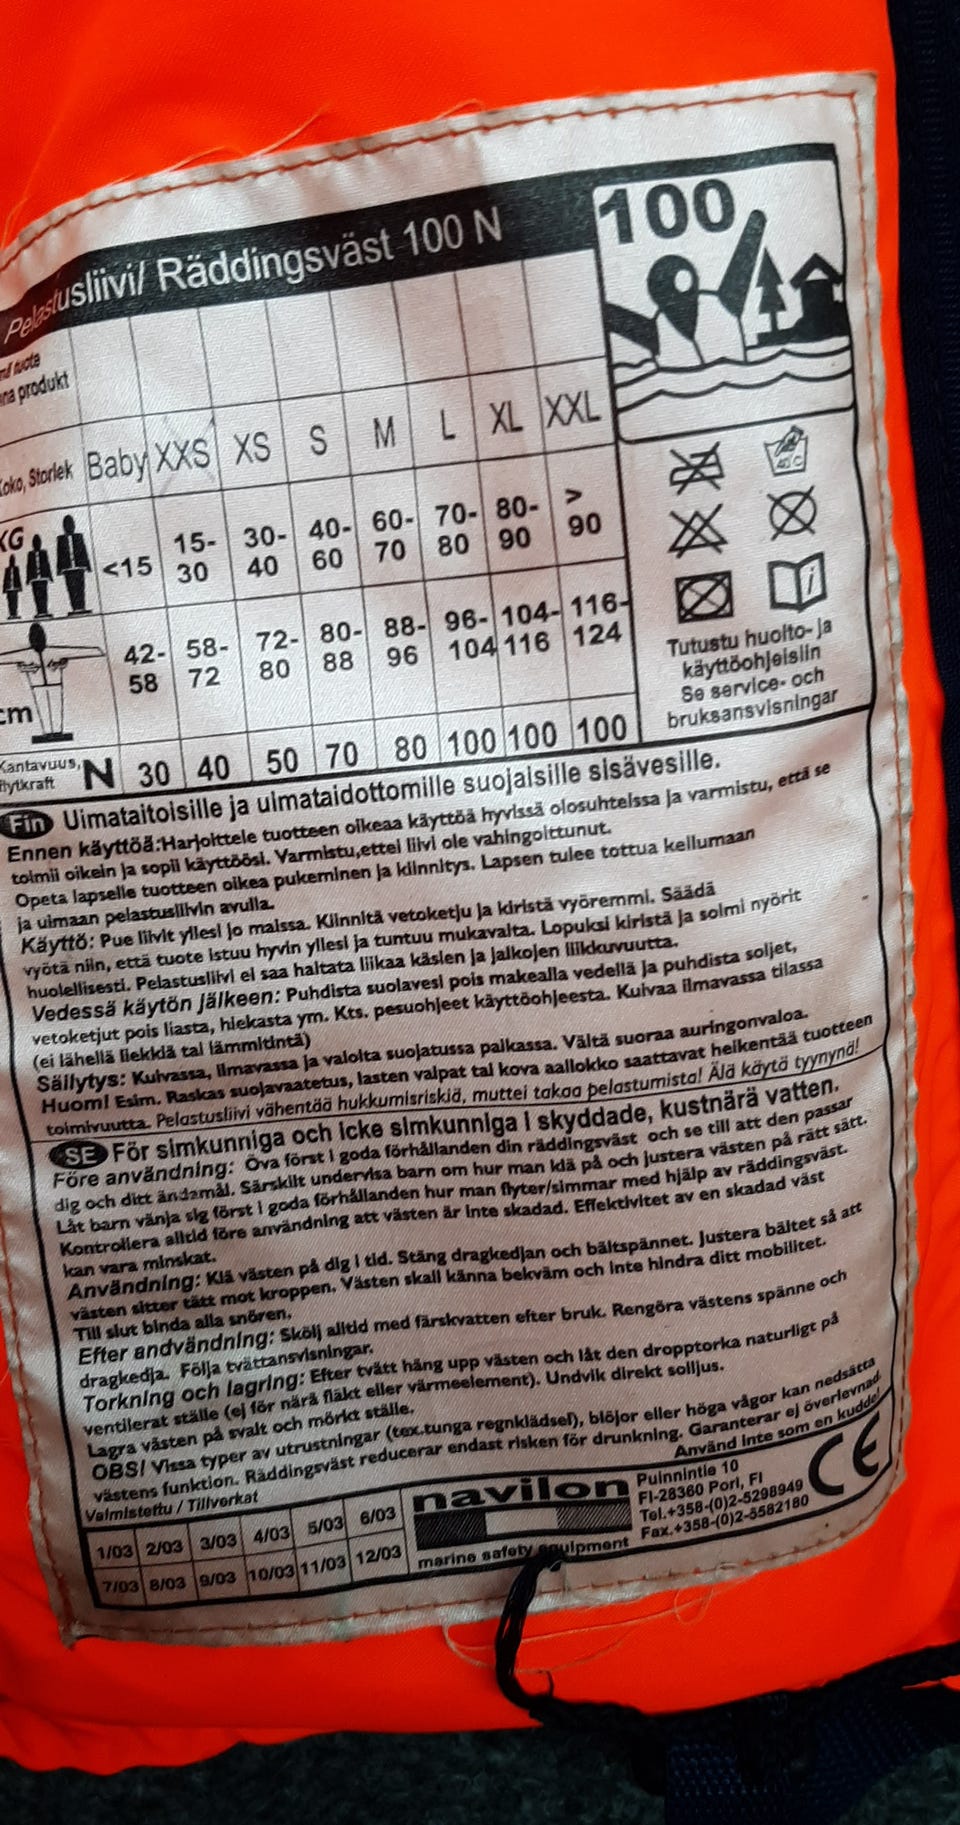 Pelastusliivi/ Räddingsväst 100 N
100
tuote
produkt
Koko, Storlek Baby XXS XS S M L XL XXL
KG <15 15-30 30-40 40-60 60-70 70-80 80-90 >90
cm 42-58 58-72 72-80 80-88 88-96 96-104 104-116 116-124
Kantavuus, flytkraft N 30 40 50 70 80 100 100 100
40°C
i
Tutustu huolto- ja
käyttöohjeisiin
Se service- och
bruksansvisningar
Fin Uimataitoisille ja uimataidottomille suojaisille sisävesille.
Ennen käyttöä:Harjoittele tuotteen oikeaa käyttöä hyvissä olosuhteissa ja varmistu, että se
toimii oikein ja sopii käyttöösi. Varmistu,ettei liivi ole vahingoittunut.
Opeta lapselle tuotteen oikea pukeminen ja kiinnitys. Lapsen tulee tottua kellumaan
ja uimaan pelastusliivin avulla.
Käyttö: Pue liivit yllesi jo maissa. Kiinnitä vetoketju ja kiristä vyöremmi. Säädä
vyötä niin, että tuote istuu hyvin yllesi ja tuntuu mukavalta. Lopuksi kiristä ja solmi nyörit
huolellisesti. Pelastusliivi ei saa haitata liikaa käsien ja jalkojen liikkuvuutta.
Vedessä käytön jälkeen: Puhdista suolavesi pois makealla vedellä ja puhdista soljet,
vetoketjut pois liasta, hiekasta ym. Kts. pesuohjeet käyttöohjeesta. Kuivaa ilmavassa tilassa
(ei lähellä liekkiä tai lämmitintä)
Säilytys: Kuivassa, ilmavassa ja valolta suojatussa paikassa. Vältä suoraa auringonvaloa.
Huom! Esim. Raskas suojavaatetus, lasten vaipat tai kova aallokko saattavat heikentää tuotteen
toimivuutta. Pelastusliivi vähentää hukkumisriskiä, muttei takaa pelastumista! Älä käytä tyynynä!
SE För simkunniga och icke simkunniga i skyddade, kustnära vatten.
Före användning: Öva först i goda förhållanden din räddingsväst och se till att den passar
dig och ditt ändamål. Särskilt undervisa barn om hur man klä på och justera västen på rätt sätt.
Låt barn vänja sig först i goda förhållanden hur man flyter/simmar med hjälp av räddingsväst.
Kontrollera alltid före användning att västen är inte skadad. Effektivitet av en skadad väst
kan vara minskat.
Användning: Klä västen på dig i tid. Stäng dragkedjan och bältspännet. Justera bältet så att
västen sitter tätt mot kroppen. Västen skall känna bekväm och inte hindra ditt mobilitet.
Till slut binda alla snören.
Efter andvändning: Skölj alltid med färskvatten efter bruk. Rengöra västens spänne och
dragkedja. Följa tvättansvisningar.
Torkning och lagring: Efter tvätt häng upp västen och låt den dropptorka naturligt på
ventilerat ställe (ej för nära fläkt eller värmeelement). Undvik direkt solljus.
Lagra västen på svalt och mörkt ställe.
OBS! Vissa typer av utrustningar (tex.tunga regnklädsel), blöjor eller höga vågor kan nedsätta
västens funktion. Räddingsväst reducerar endast risken för drunkning. Garanterar ej överlevnad.
Använd inte som en kudde!
Valmistettu / Tillverkat
1/03 2/03 3/03 4/03 5/03 6/03
7/03 8/03 9/03 10/03 11/03 12/03
navilon
marine safety equipment
Puinnintie 10
FI-28360 Pori, FI
Tel.+358-(0)2-5298949
Fax.+358-(0)2-5582180
CE